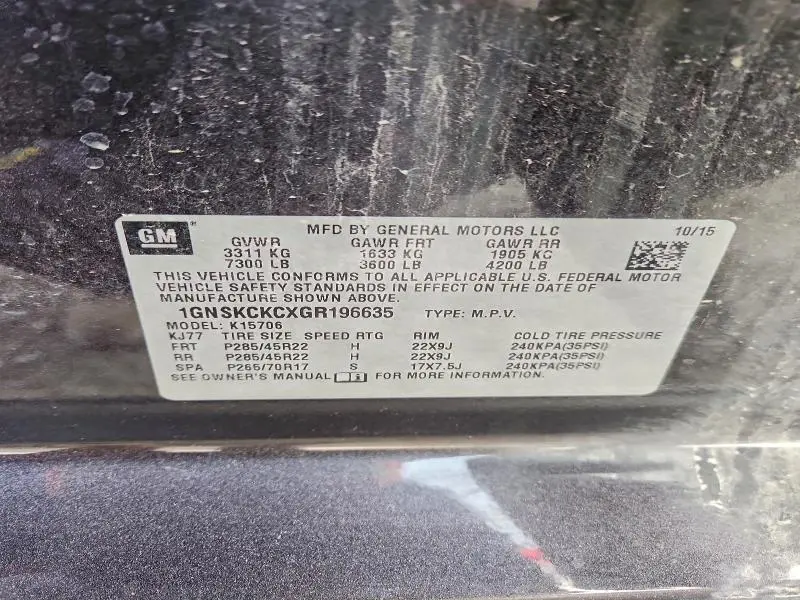 GM ®
MFD BY GENERAL MOTORS LLC 10/15
GVWR GAWR FRT GAWR RR
3311 KG 1633 KG 1905 KG
7300 LB 3600 LB 4200 LB
THIS VEHICLE CONFORMS TO ALL APPLICABLE U.S. FEDERAL MOTOR
VEHICLE SAFETY STANDARDS IN EFFECT ON THE DATE OF
MANUFACTURE SHOWN ABOVE.
1GNSKCKCXGR196635 TYPE: M.P.V.
MODEL: K15706
KJ77 TIRE SIZE SPEED RTG RIM COLD TIRE PRESSURE
FRT P285/45R22 H 22X9J 240KPA(35PSI)
RR P285/45R22 H 22X9J 240KPA(35PSI)
SPA P265/70R17 S 17X7.5J 240KPA(35PSI)
SEE OWNER'S MANUAL FOR MORE INFORMATION.